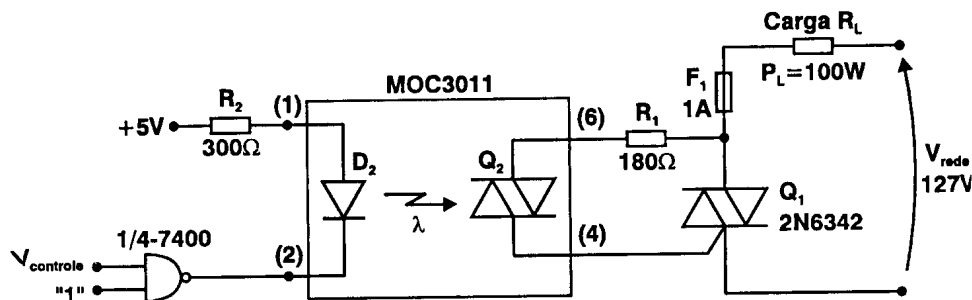 Carga R_L
P_L=100W
MOC3011
F₁
1A
R₂
(1)
(6)
R₁
+5V
300Ω
180Ω
D₂
Q₂
λ
Q₁
2N6342
V_rede
127V
1/4-7400
(2)
(4)
V_controle
"1"